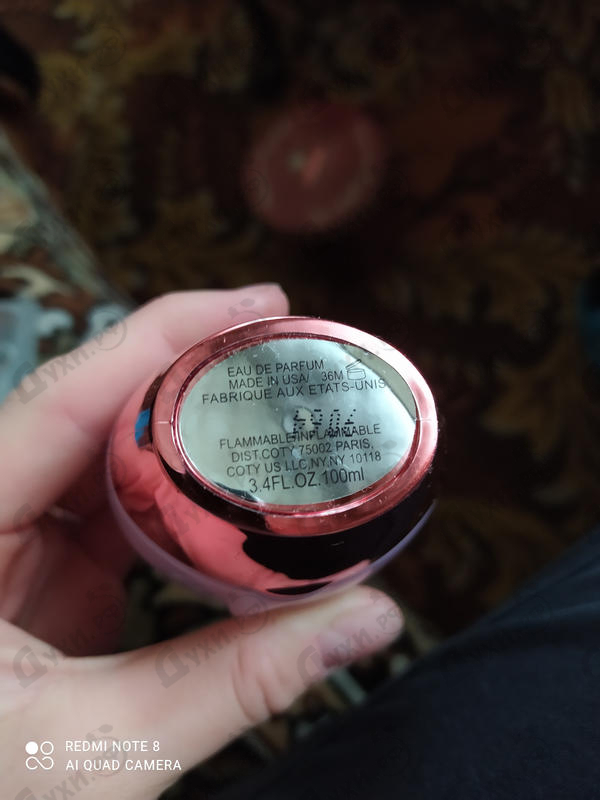 EAU DE PARFUM
MADE IN USA/ 36M
FABRIQUE AUX ETATS-UNIS
FLAMMABLE/INFLAMMABLE
DIST.COTY 75002 PARIS,
COTY US LLC,NY,NY 10118
3.4FL.OZ.100ml
REDMI NOTE 8
AI QUAD CAMERA